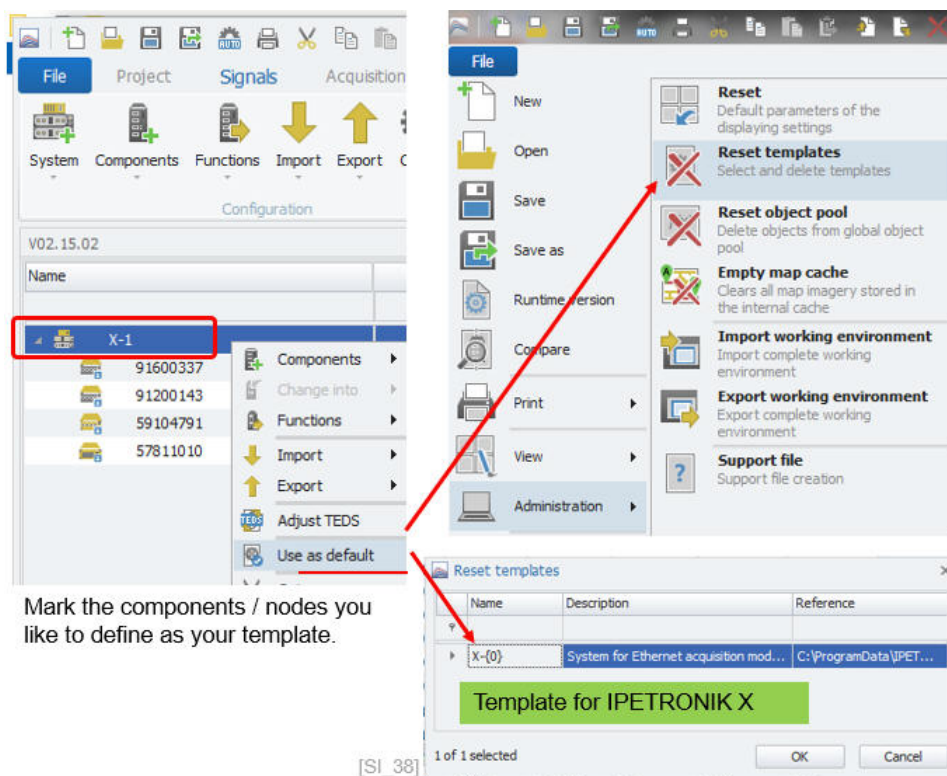 AUTO
File
Project
Signals
Acquisition
System
Components
Functions
Import
Export
Configuration
V02.15.02
Name
X-1
91600337
91200143
59104791
57811010
Components
Change into
Functions
Import
Export
TEDS
Adjust TEDS
Use as default
Mark the components / nodes you
like to define as your template.
[SI_38]
AUTO
File
New
Open
Save
Save as
Runtime version
Compare
Print
View
Administration
Reset
Default parameters of the
displaying settings
Reset templates
Select and delete templates
Reset object pool
Delete objects from global object
pool
Empty map cache
Clears all map imagery stored in
the internal cache
Import working environment
Import complete working
environment
Export working environment
Export complete working
environment
Support file
Support file creation
Reset templates
Name
Description
Reference
X-{0}
System for Ethernet acquisition mod...
C:\ProgramData\IPET...
Template for IPETRONIK X
1 of 1 selected
OK
Cancel